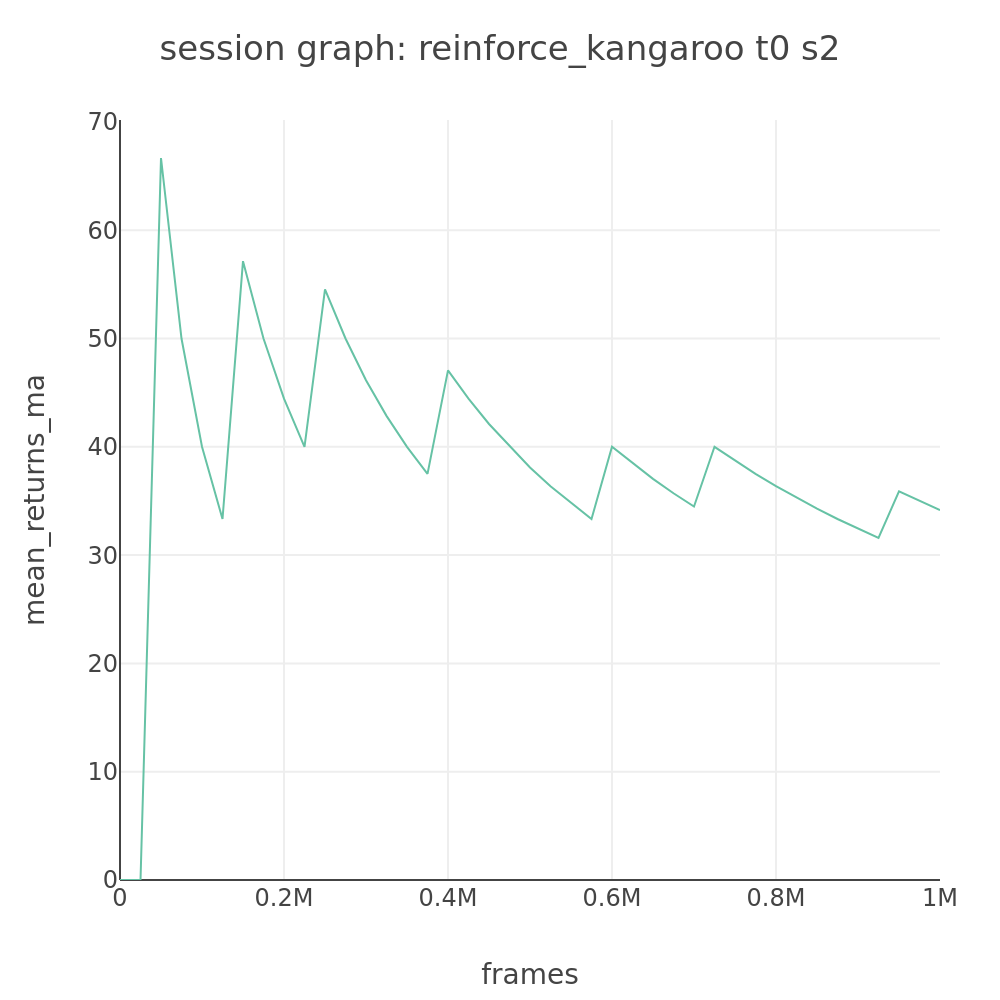 session graph: reinforce_kangaroo t0 s2
mean_returns_ma
70
60
50
40
30
20
10
0
0
0.2M
0.4M
0.6M
0.8M
1M
frames